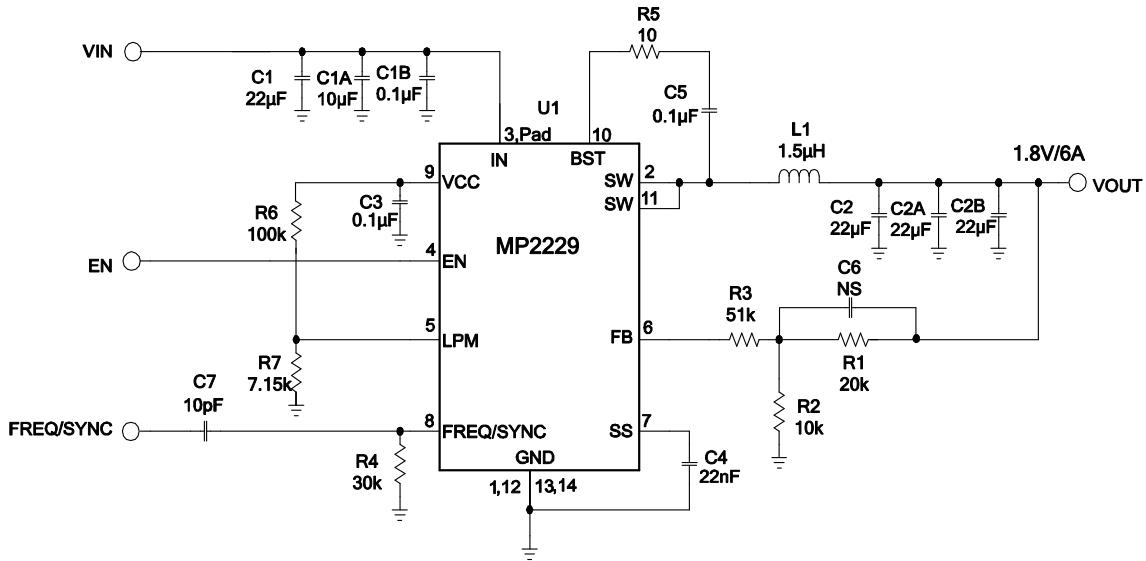 R5
10
VIN
C1
22µF
C1A
10µF
C1B
0.1µF
C5
0.1µF
U1
3,Pad
10
IN
BST
L1
1.5µH
1.8V/6A
VOUT
9
VCC
SW
2
SW
11
C2
22µF
C2A
22µF
C2B
22µF
R6
100k
C3
0.1µF
MP2229
4
EN
EN
C6
NS
R3
51k
5
LPM
FB
6
R1
20k
R7
7.15k
C7
10pF
R2
10k
FREQ/SYNC
8
FREQ/SYNC
SS
7
GND
C4
22nF
R4
30k
1,12
13,14